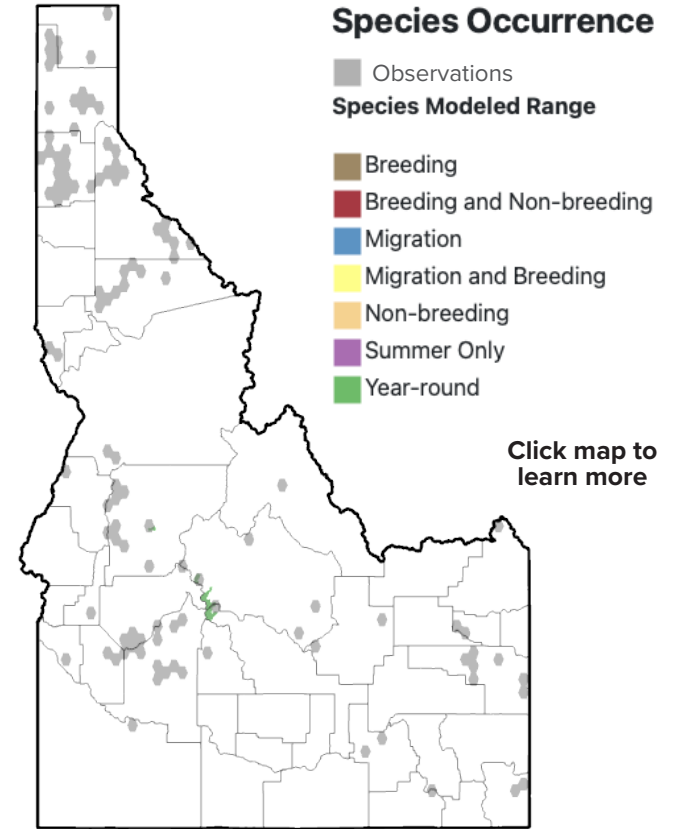 Species Occurrence
Observations
Species Modeled Range
Breeding
Breeding and Non-breeding
Migration
Migration and Breeding
Non-breeding
Summer Only
Year-round
Click map to
learn more